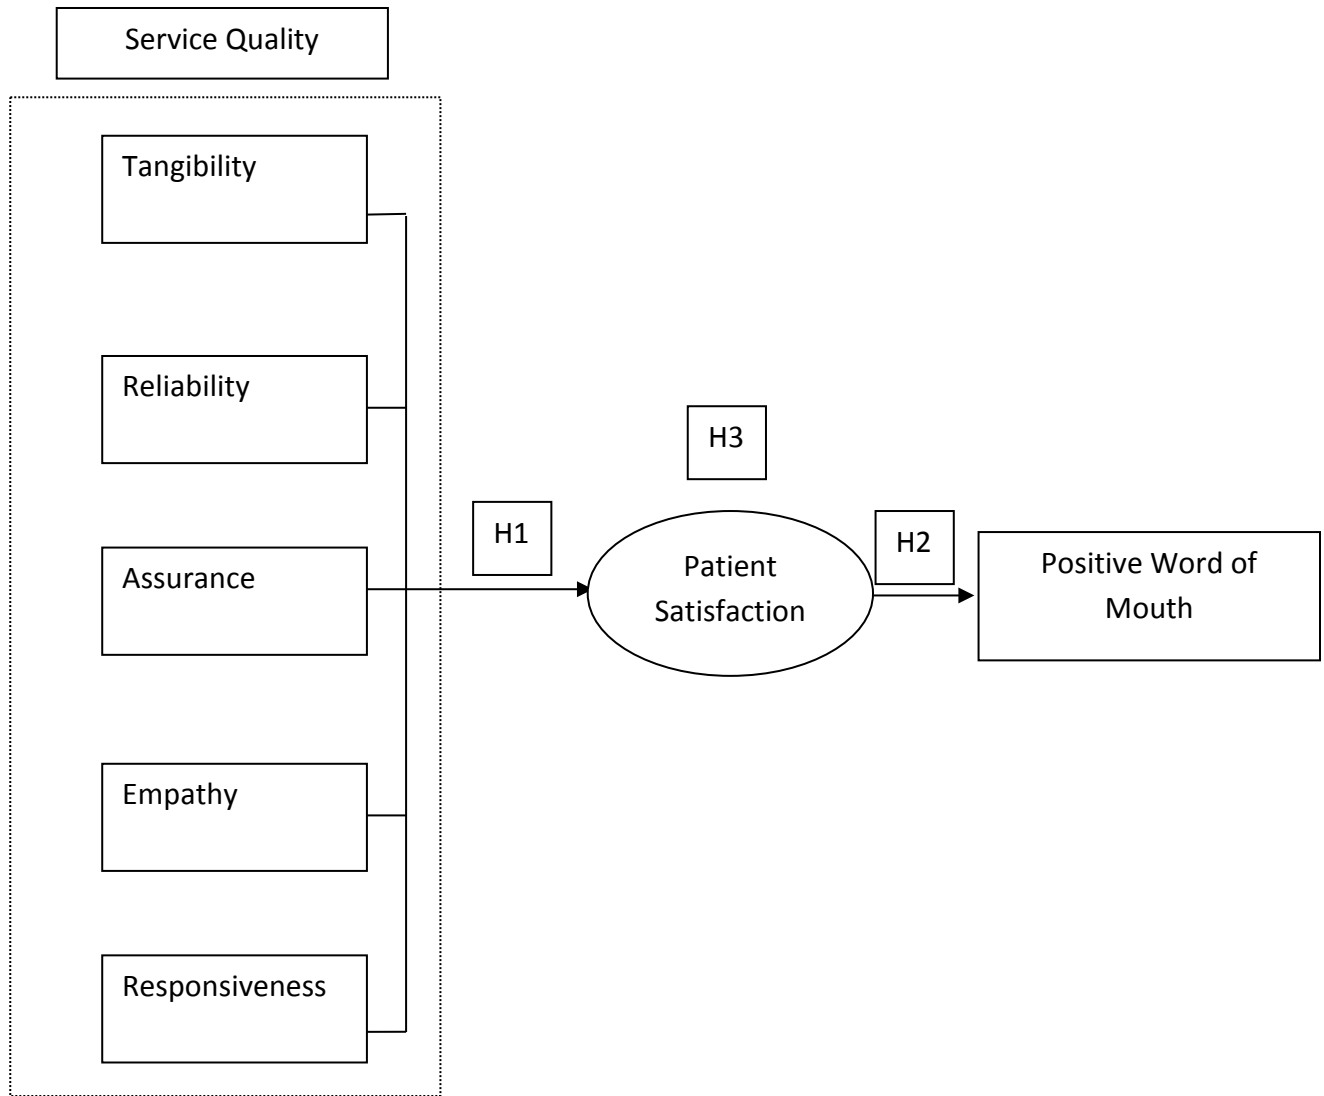 Service Quality
Tangibility
Reliability
H3
H1
H2
Assurance
Patient
Satisfaction
Positive Word of
Mouth
Empathy
Responsiveness